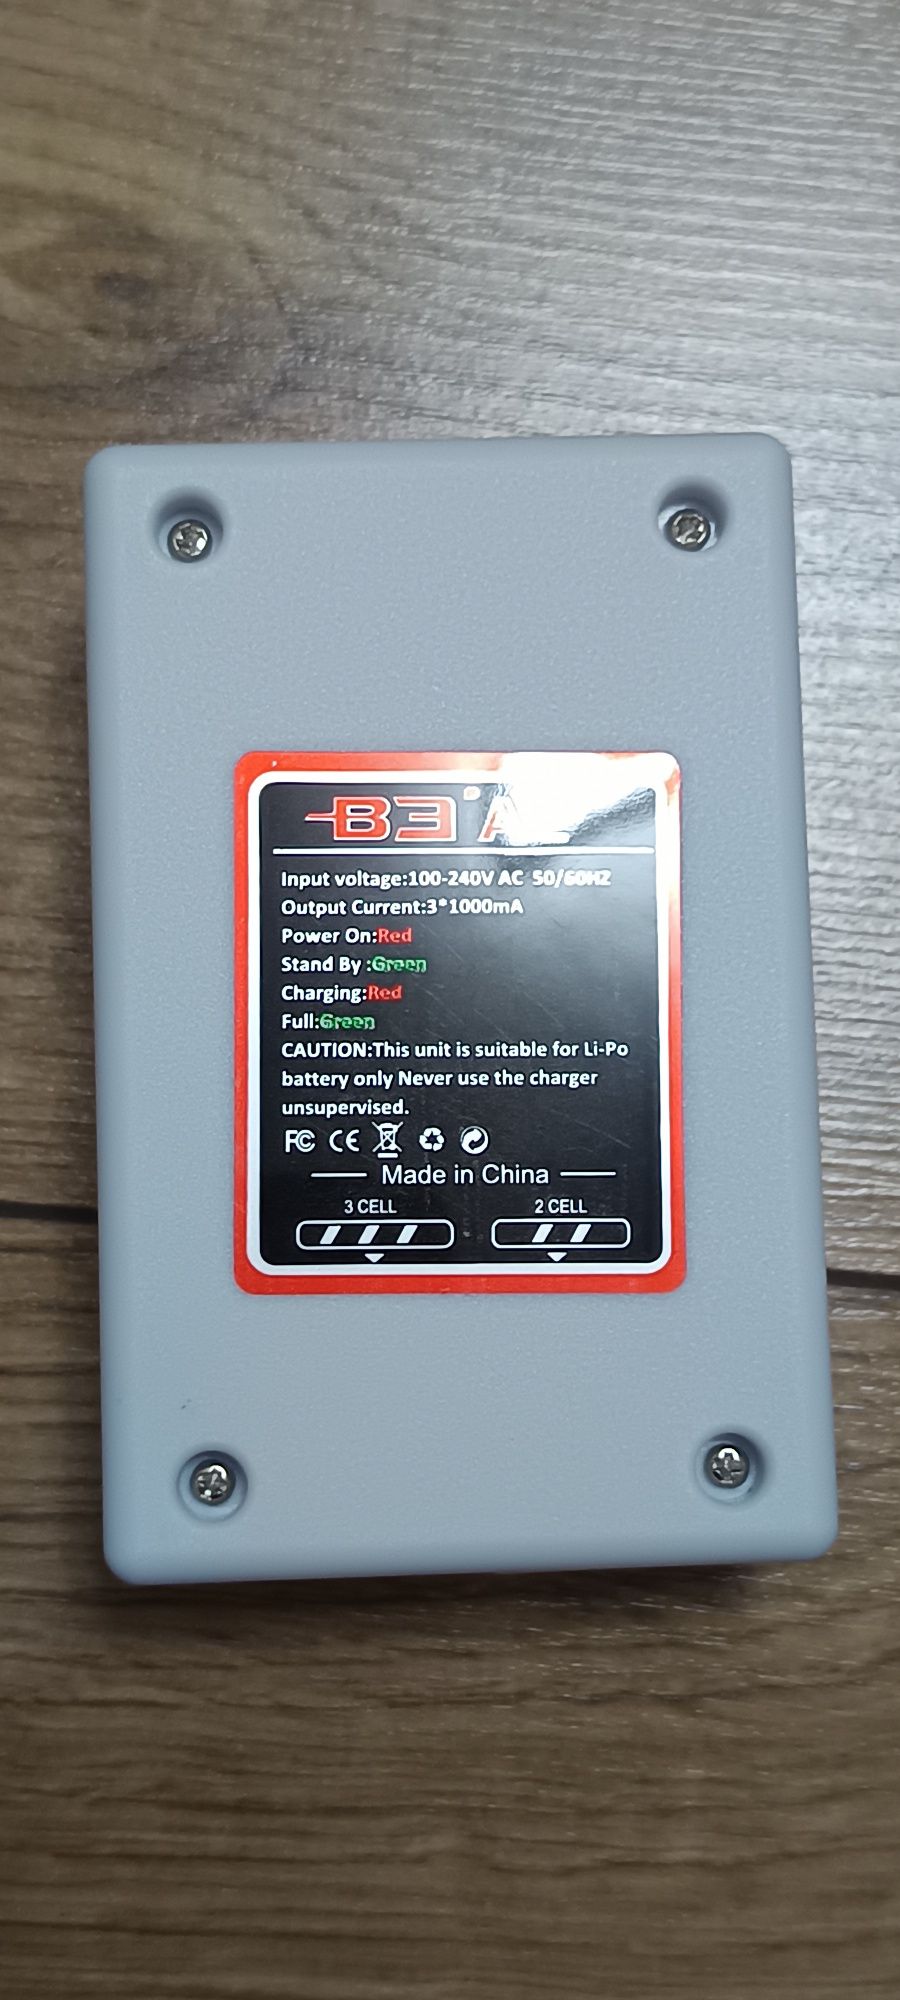 B3
Input voltage:100-240V AC 50/60HZ
Output Current:3*1000mA
Power On:Red
Stand By :Green
Charging:Red
Full:Green
CAUTION:This unit is suitable for Li-Po
battery only Never use the charger
unsupervised.
FC CE
Made in China
3 CELL 2 CELL